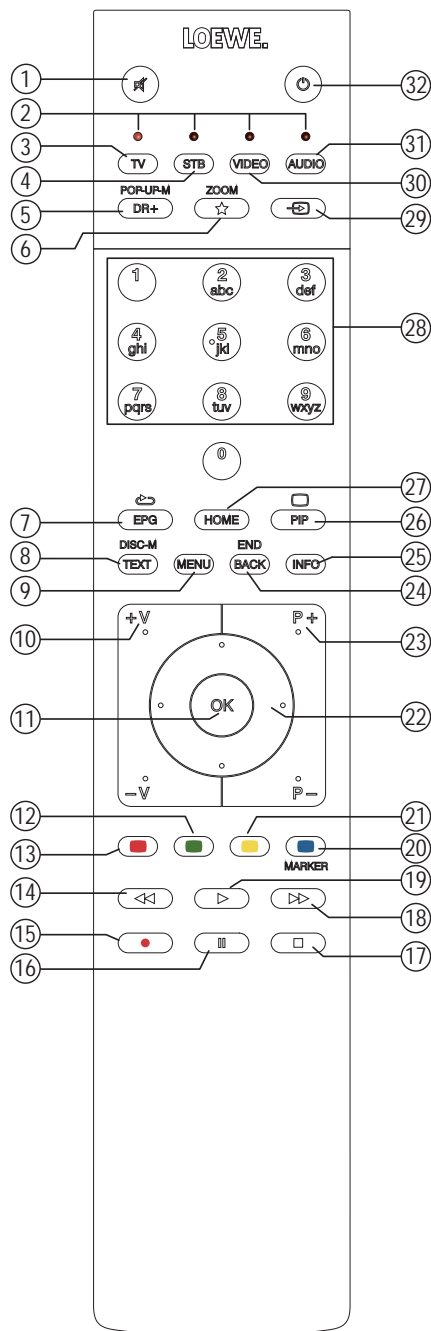 LOEWE.
1 32
2
3 TV STB VIDEO AUDIO 31
4 30
POP-UP-M ZOOM
5 DR+ 29
6
1 2 3
abc def
28
4 5 6
ghi jkl mno
7 8 9
pqrs tuv wxyz
0
27
7 EPG HOME PIP 26
DISC-M END
8 TEXT MENU BACK INFO 25
9 24
10 +V P+ 23
11 OK 22
−V P−
12 21
13 20
MARKER
14 19
18
15
16 17